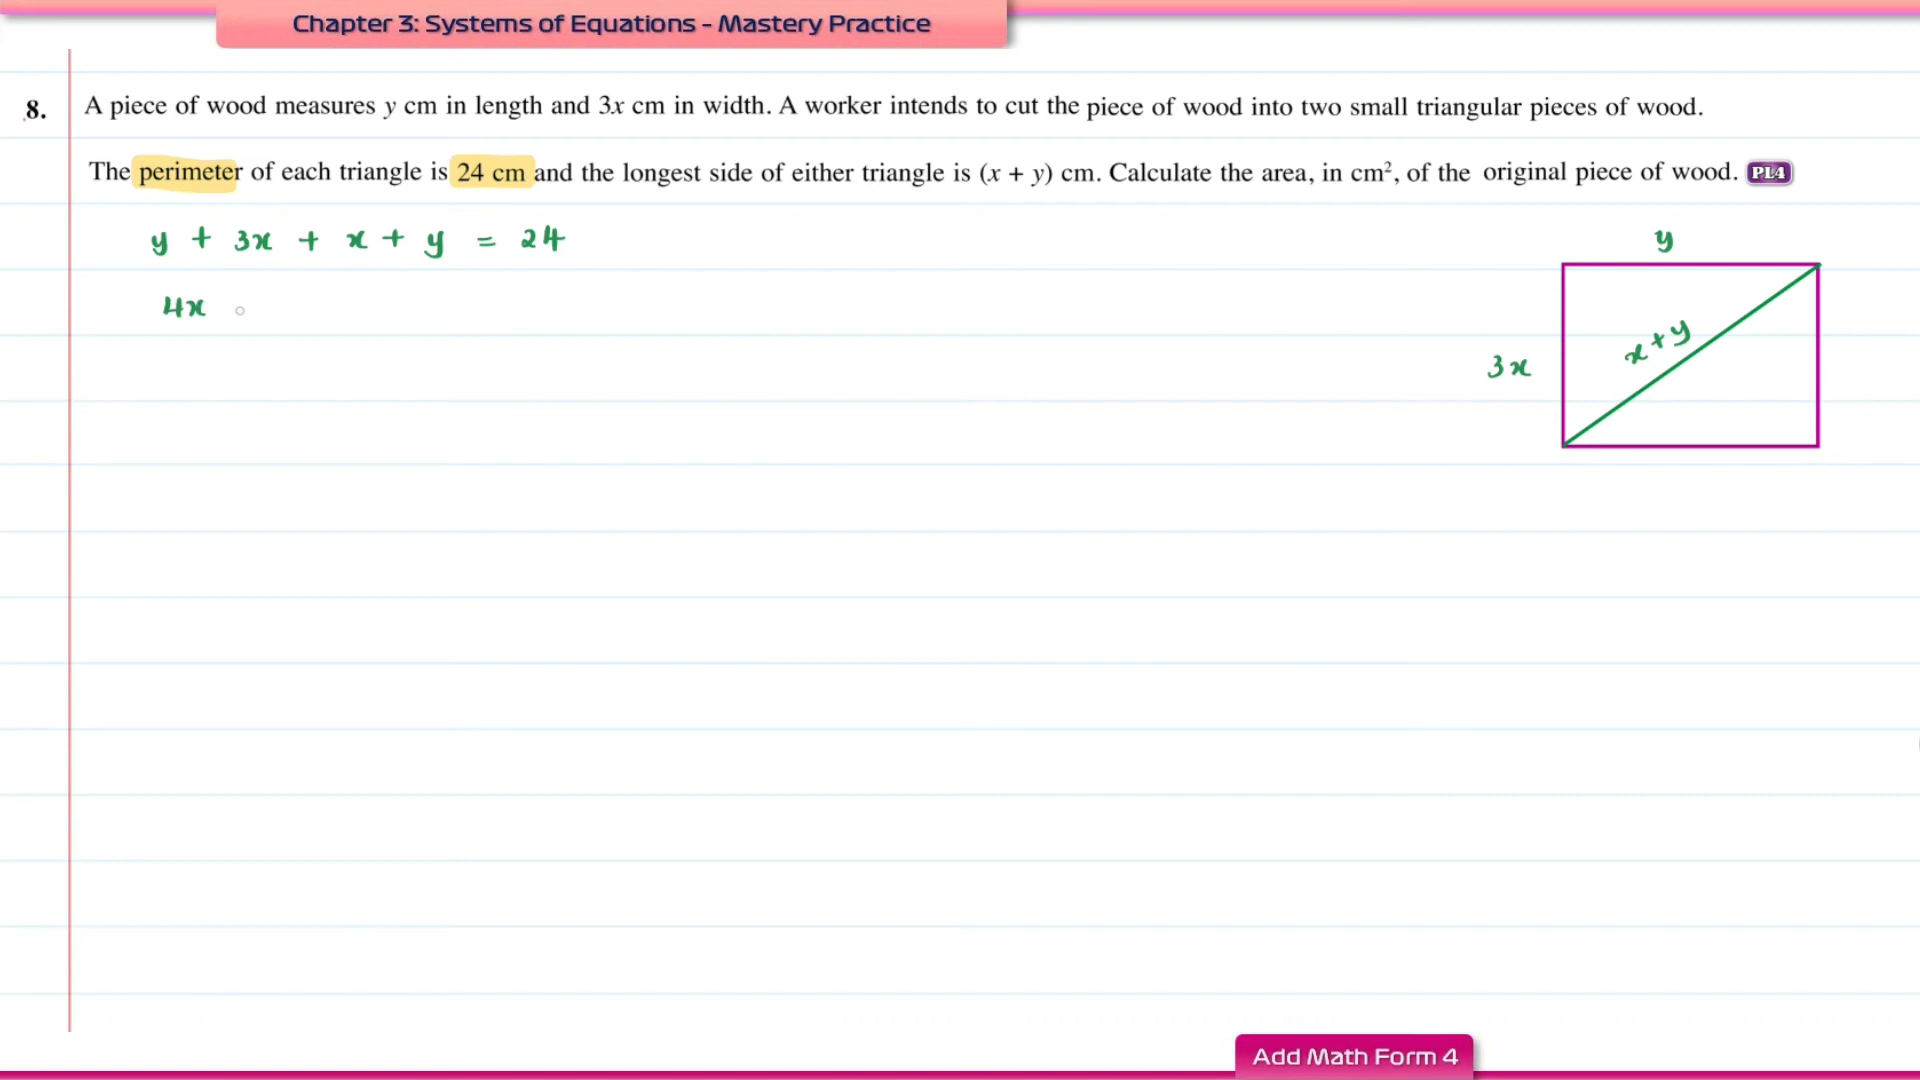 Chapter 3: Systems of Equations - Mastery Practice
8. A piece of wood measures y cm in length and 3x cm in width. A worker intends to cut the piece of wood into two small triangular pieces of wood.
The perimeter of each triangle is 24 cm and the longest side of either triangle is (x + y) cm. Calculate the area, in cm², of the original piece of wood. PL4
y + 3x + x + y = 24
y
4x
x + y
3x
Add Math Form 4